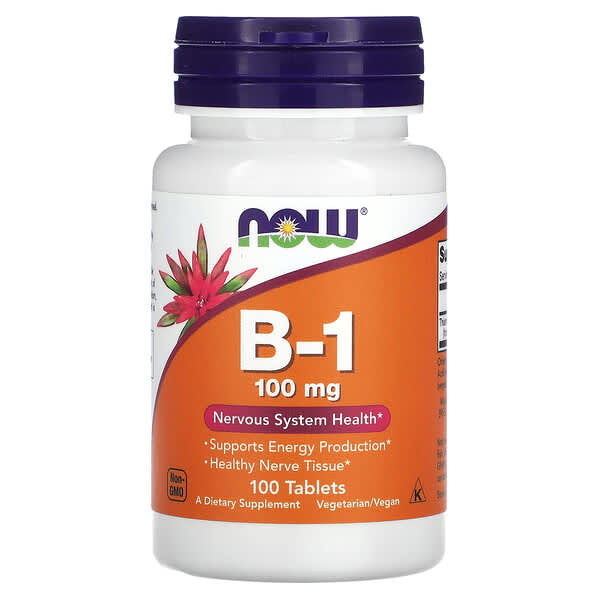 NOW®
B-1
100 mg
Nervous System Health*
• Supports Energy Production*
• Healthy Nerve Tissue*
100 Tablets
A Dietary Supplement Vegetarian/Vegan
Non-
GMO
K